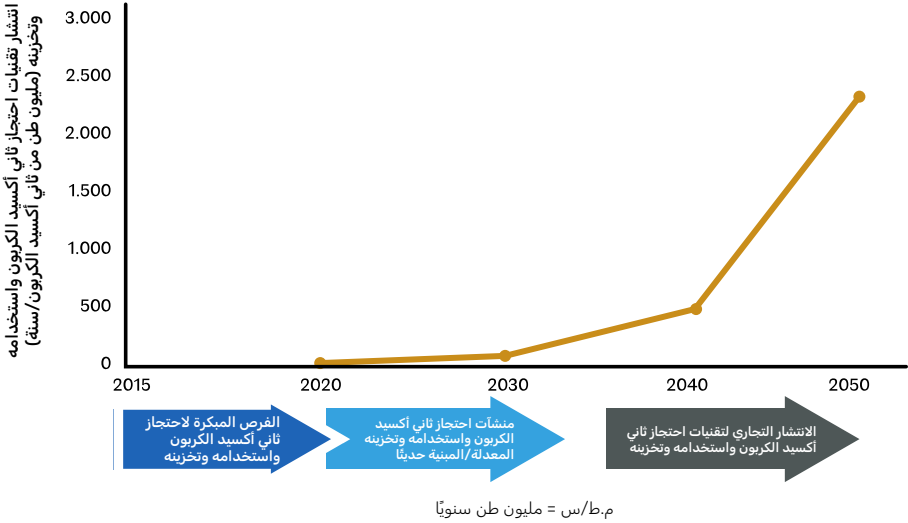 انتشار تقنيات احتجاز ثاني أكسيد الكربون واستخدامه
وتخزينه (مليون طن من ثاني أكسيد الكربون/سنة)
3.000
2.500
2.000
1.500
1.000
500
0
2015
2020
2030
2040
2050
الفرص المبكرة لاحتجاز
ثاني أكسيد الكربون
واستخدامه وتخزينه
منشآت احتجاز ثاني أكسيد
الكربون واستخدامه وتخزينه
المعدلة/المبنية حديثًا
الانتشار التجاري لتقنيات احتجاز ثاني
أكسيد الكربون واستخدامه وتخزينه
م.ط/س = مليون طن سنويًا